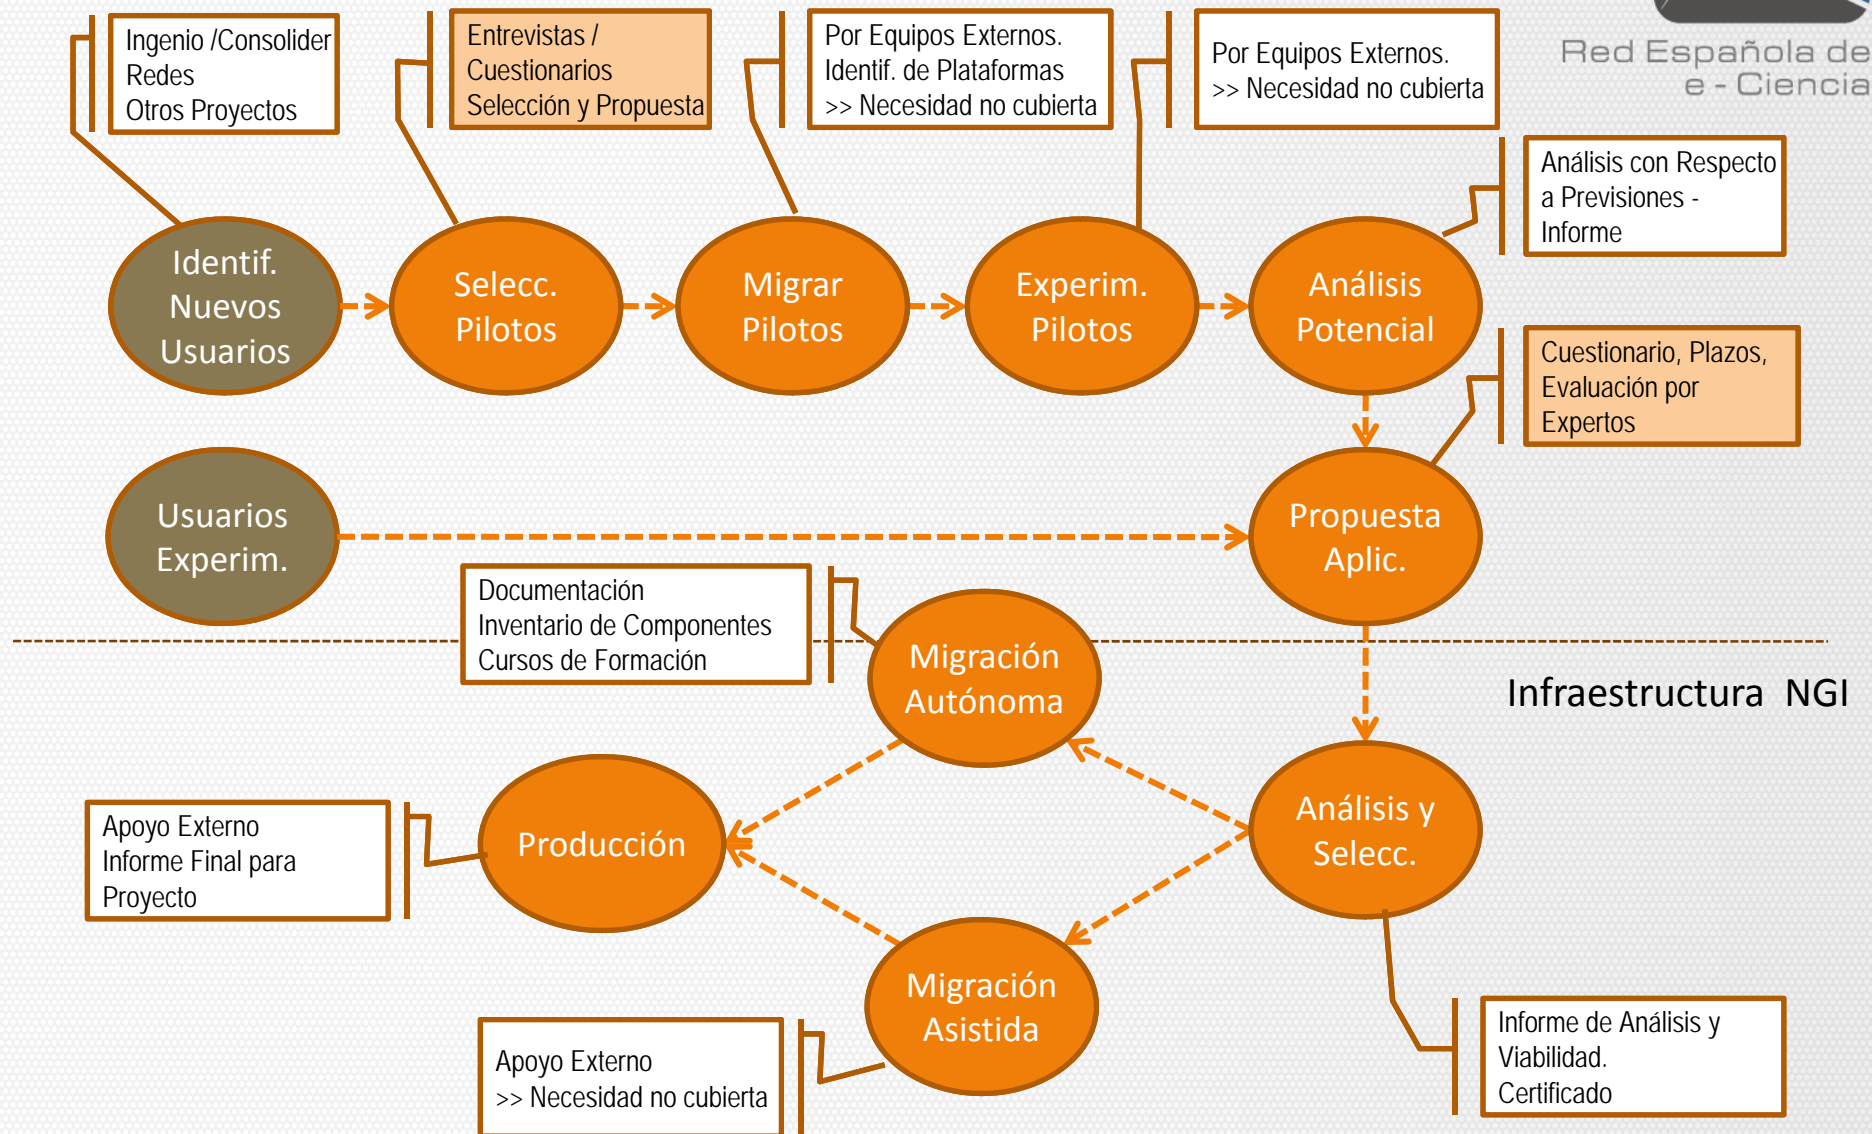 Ingenio /Consolider
Redes
Otros Proyectos
Entrevistas /
Cuestionarios
Selección y Propuesta
Por Equipos Externos.
Identif. de Plataformas
>> Necesidad no cubierta
Por Equipos Externos.
>> Necesidad no cubierta
Red Española de
e - Ciencia
Análisis con Respecto
a Previsiones -
Informe
Identif.
Nuevos
Usuarios
Selecc.
Pilotos
Migrar
Pilotos
Experim.
Pilotos
Análisis
Potencial
Cuestionario, Plazos,
Evaluación por
Expertos
Usuarios
Experim.
Propuesta
Aplic.
Documentación
Inventario de Componentes
Cursos de Formación
Migración
Autónoma
Infraestructura NGI
Apoyo Externo
Informe Final para
Proyecto
Producción
Análisis y
Selecc.
Migración
Asistida
Apoyo Externo
>> Necesidad no cubierta
Informe de Análisis y
Viabilidad.
Certificado